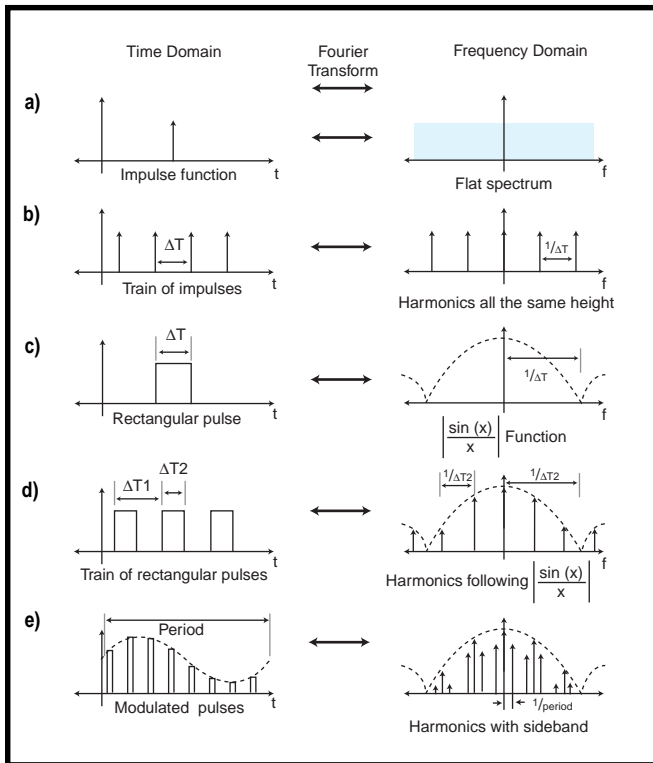 Time Domain
Fourier
Transform
Frequency Domain
a)
t
Impulse function
f
Flat spectrum
b)
ΔT
t
Train of impulses
1/ΔT
f
Harmonics all the same height
c)
ΔT
t
Rectangular pulse
1/ΔT
f
|sin (x)/x| Function
d)
ΔT1
ΔT2
t
Train of rectangular pulses
1/ΔT2
1/ΔT2
f
Harmonics following |sin (x)/x|
e)
Period
t
Modulated pulses
f
1/period
Harmonics with sideband